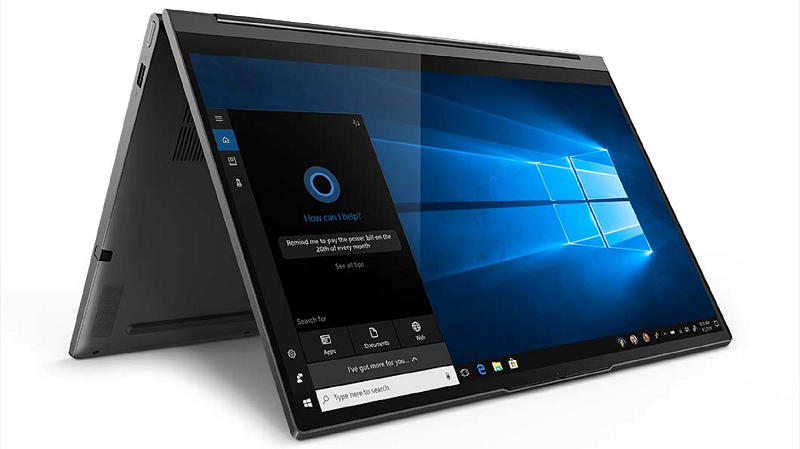 How can I help?
Remind me to pay the power bill on the
20th of every month
See all tips
Search for
Apps
Documents
Web
I've got more for you...
Type here to search